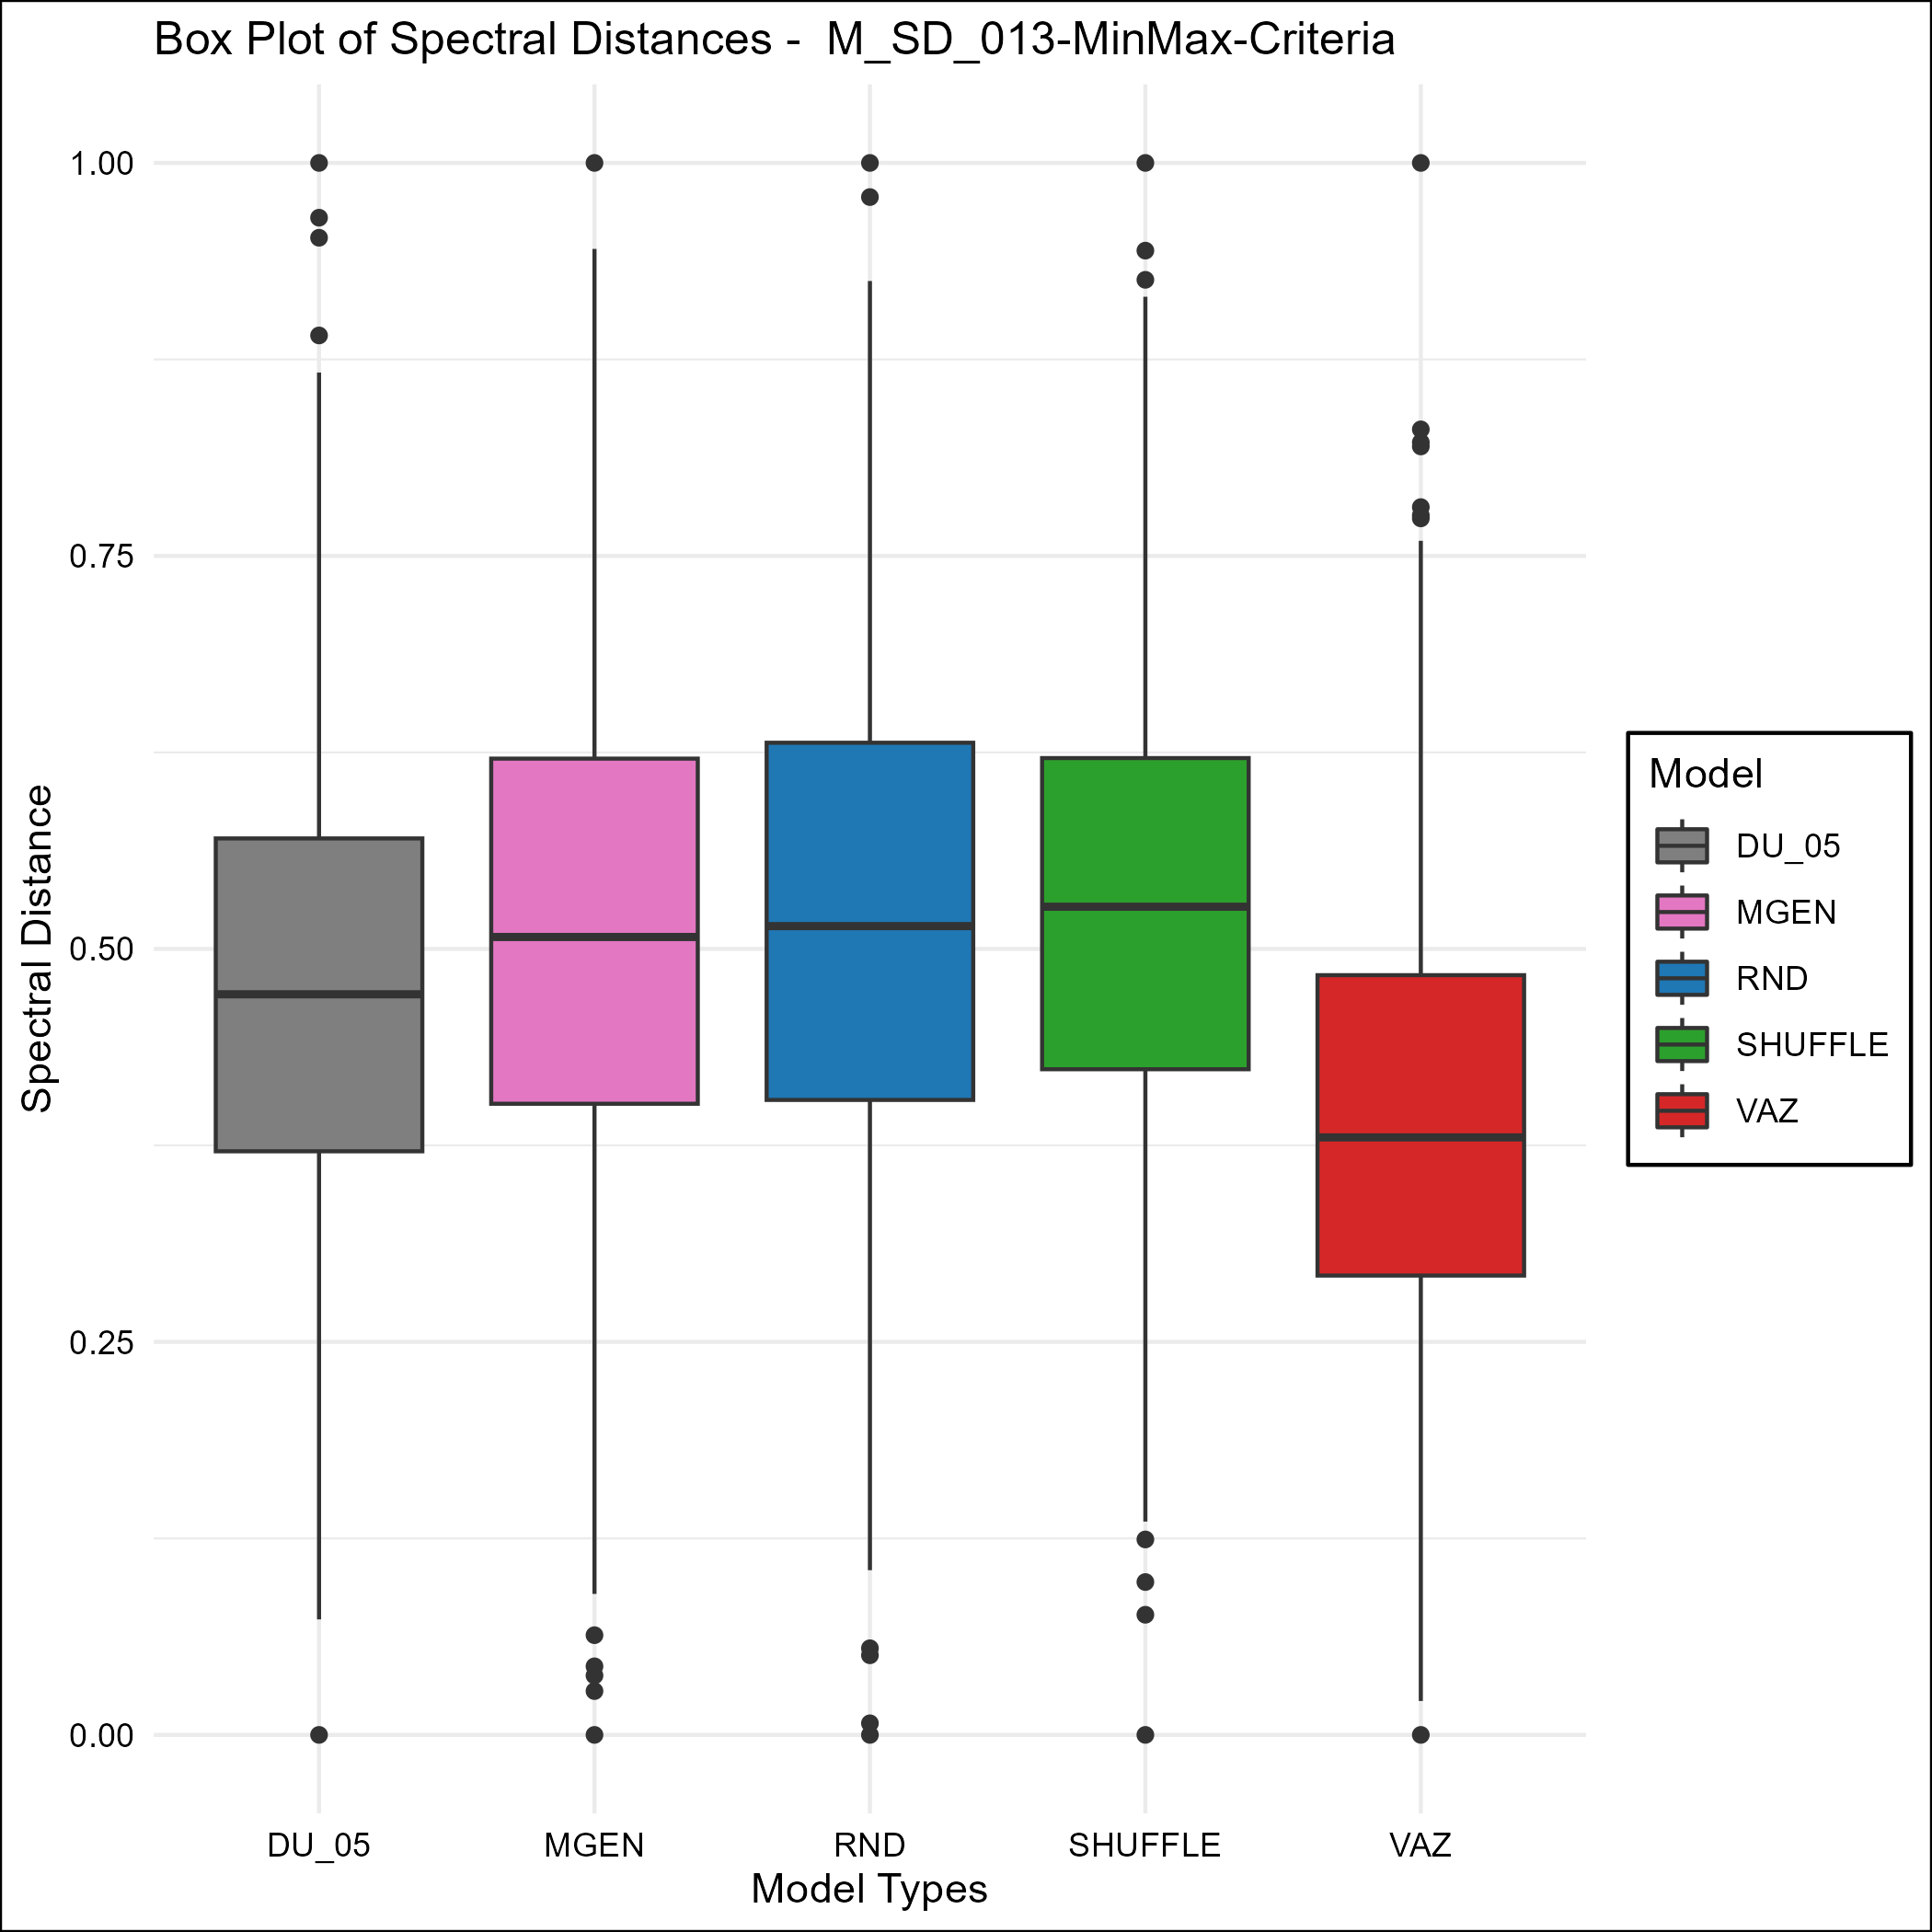 Box Plot of Spectral Distances -  M_SD_013-MinMax-Criteria
1.00
0.75
0.50
0.25
0.00
Spectral Distance
DU_05
MGEN
RND
SHUFFLE
VAZ
Model Types
Model
DU_05
MGEN
RND
SHUFFLE
VAZ